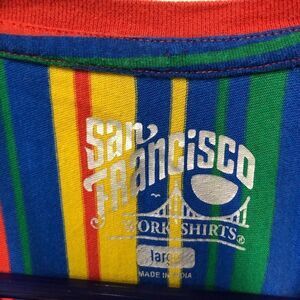 San
Francisco
WORK SHIRTS®
large
MADE IN INDIA